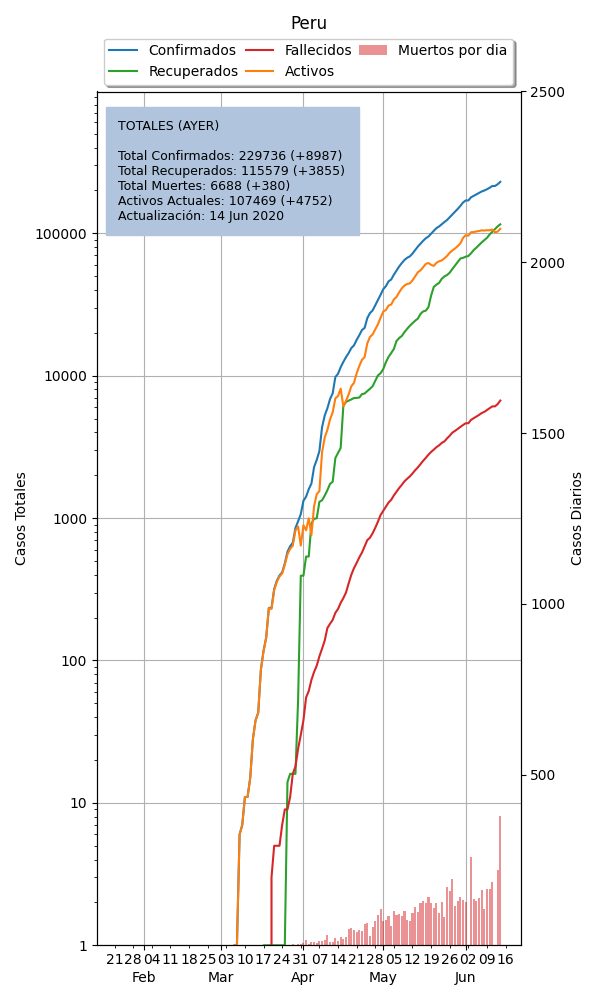 Peru
Confirmados Fallecidos Muertos por dia
Recuperados Activos
TOTALES (AYER)
Total Confirmados: 229736 (+8987)
Total Recuperados: 115579 (+3855)
Total Muertes: 6688 (+380)
Activos Actuales: 107469 (+4752)
Actualización: 14 Jun 2020
2500
100000
2000
10000
1500
Casos Totales
Casos Diarios
1000
1000
100
500
10
1
21 28 04 11 18 25 03 10 17 24 31 07 14 21 28 05 12 19 26 02 09 16
Feb Mar Apr May Jun